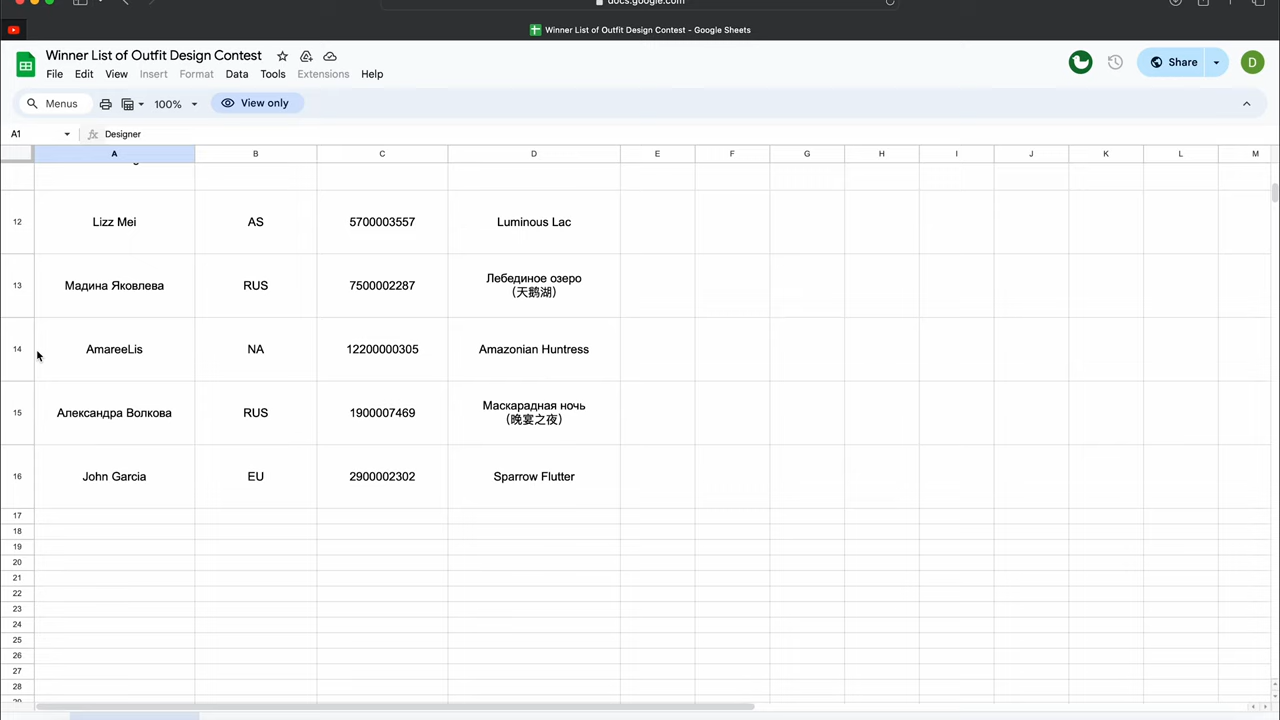 docs.google.com
Winner List of Outfit Design Contest - Google Sheets
Winner List of Outfit Design Contest
File Edit View Insert Format Data Tools Extensions Help
Share D
Menus 100% View only
A1 fx Designer
A B C D E F G H I J K L M
12 Lizz Mei AS 5700003557 Luminous Lac
13 Мадина Яковлева RUS 7500002287 Лебединое озеро
（天鹅湖）
14 AmareeLis NA 12200000305 Amazonian Huntress
15 Александра Волкова RUS 1900007469 Маскарадная ночь
（晚宴之夜）
16 John Garcia EU 2900002302 Sparrow Flutter
17
18
19
20
21
22
23
24
25
26
27
28